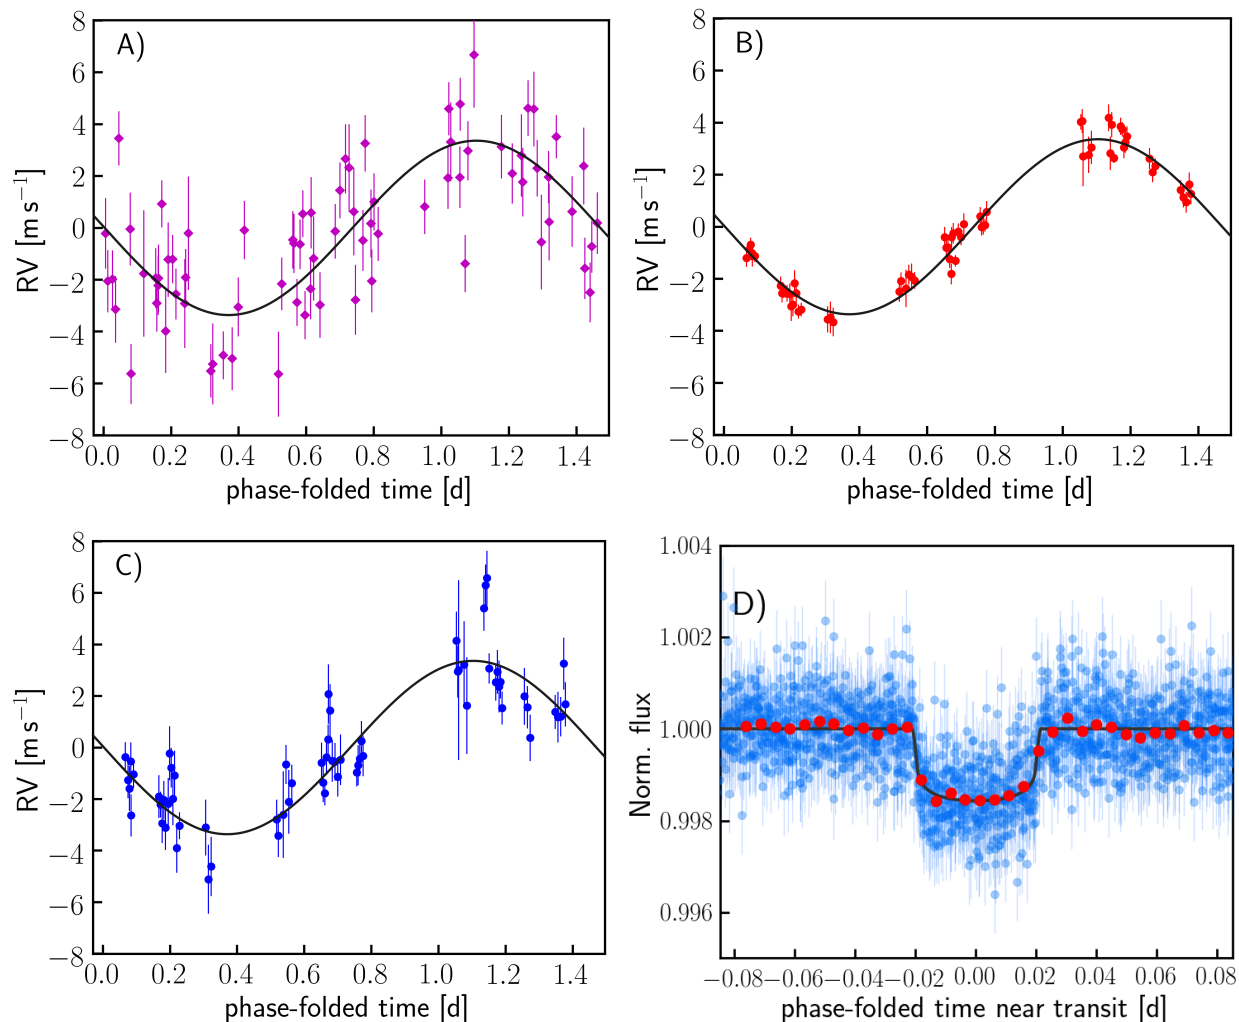 A)
8
6
4
2
0
−2
−4
−6
−8
RV [m s⁻¹]
0.0 0.2 0.4 0.6 0.8 1.0 1.2 1.4
phase-folded time [d]
B)
8
6
4
2
0
−2
−4
−6
−8
RV [m s⁻¹]
0.0 0.2 0.4 0.6 0.8 1.0 1.2 1.4
phase-folded time [d]
C)
8
6
4
2
0
−2
−4
−6
−8
RV [m s⁻¹]
0.0 0.2 0.4 0.6 0.8 1.0 1.2 1.4
phase-folded time [d]
D)
1.004
1.002
1.000
0.998
0.996
Norm. flux
−0.08−0.06−0.04−0.02 0.00 0.02 0.04 0.06 0.08
phase-folded time near transit [d]